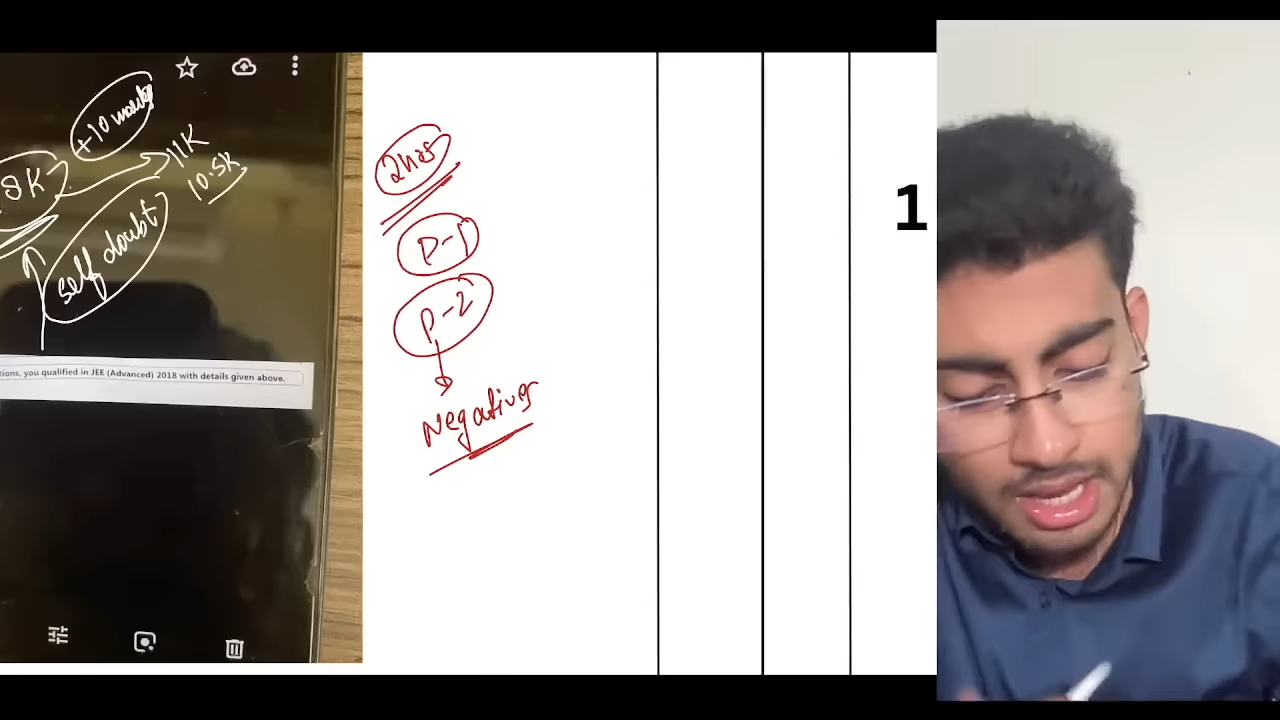 +10 marks
8K
11K
10.5K
self doubt
tions, you qualified in JEE (Advanced) 2018 with details given above.
2hrs
P-1
P-2
Negatives
1